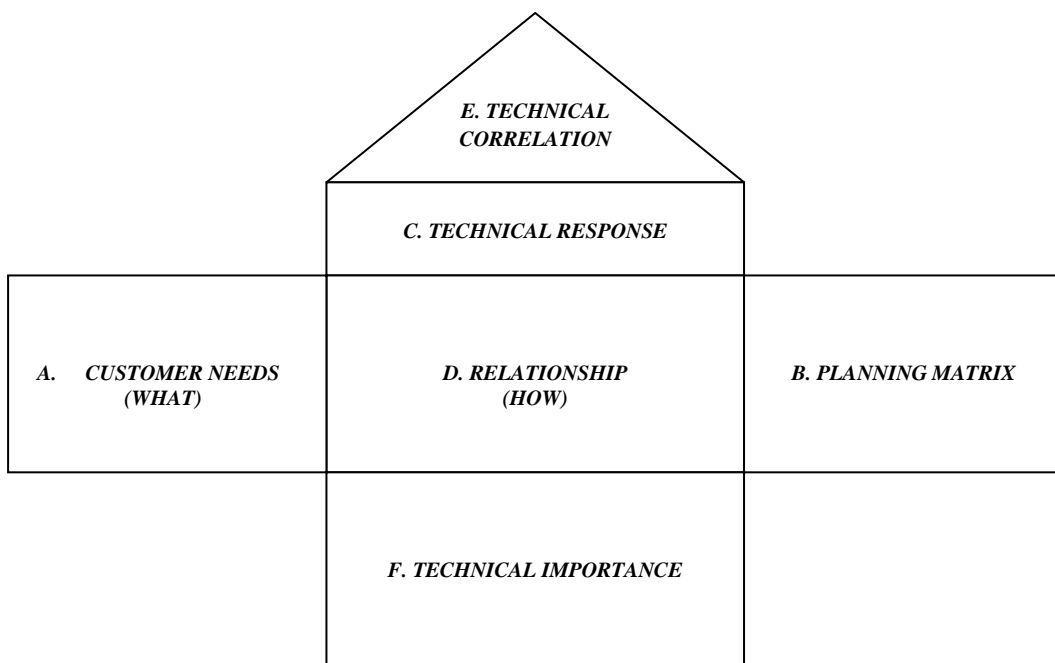 E. TECHNICAL
CORRELATION
C. TECHNICAL RESPONSE
A. CUSTOMER NEEDS
(WHAT)
D. RELATIONSHIP
(HOW)
B. PLANNING MATRIX
F. TECHNICAL IMPORTANCE